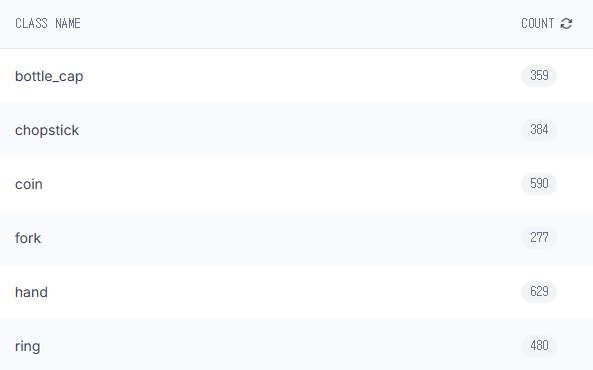 CLASS NAME COUNT
bottle_cap 359
chopstick 384
coin 590
fork 277
hand 629
ring 480